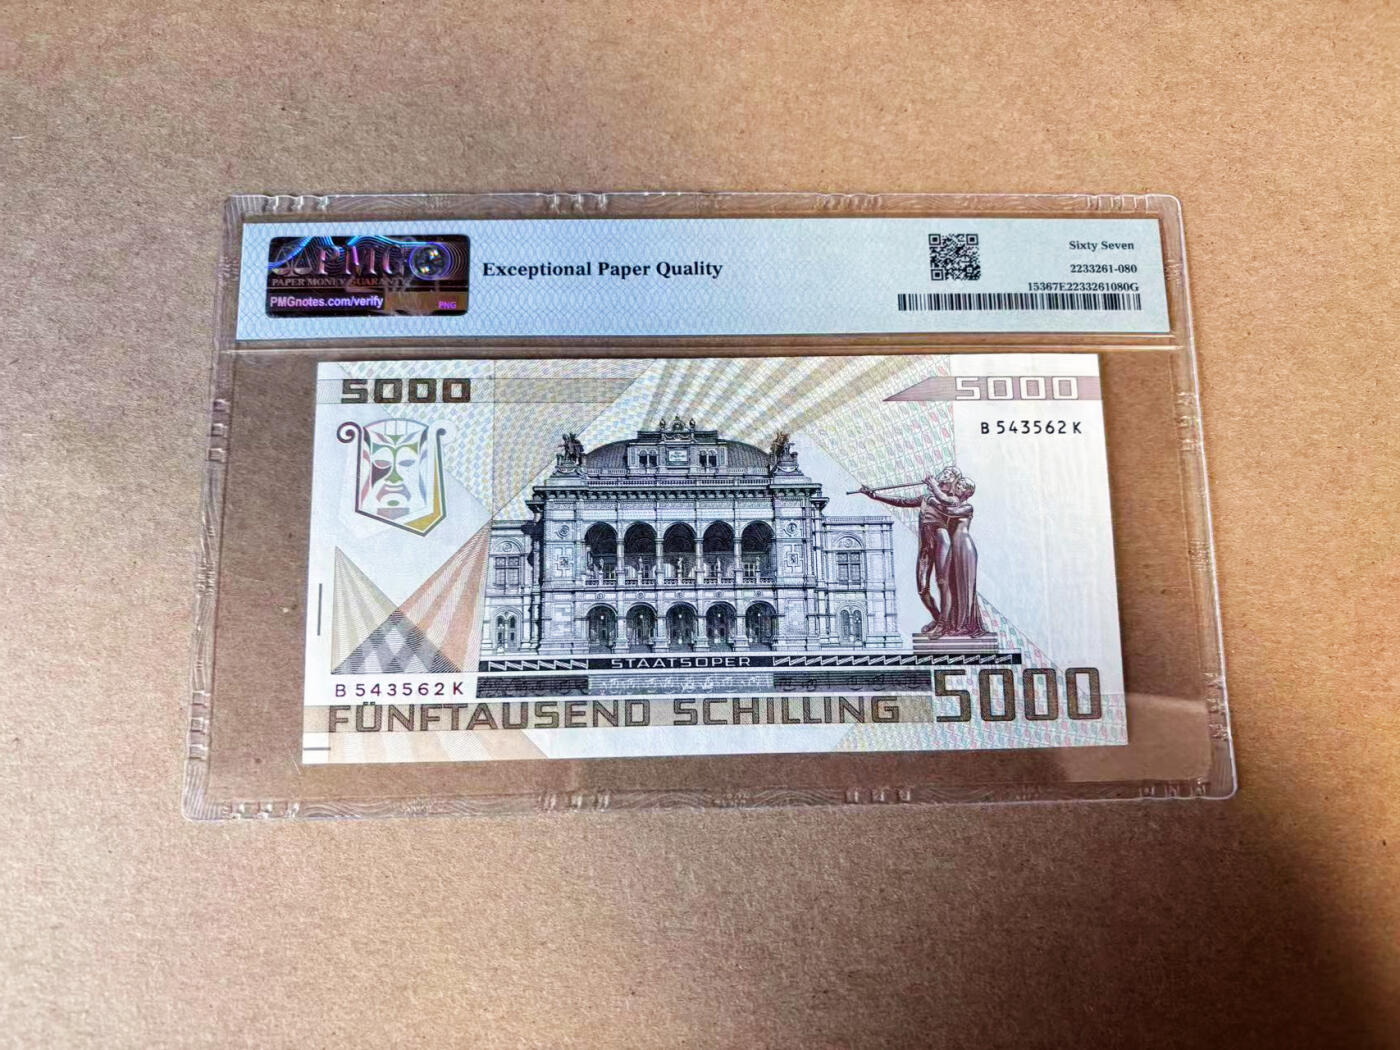 PMG
PAPER MONEY GUARANTY
PMGnotes.com/verify
PNG
Exceptional Paper Quality
Sixty Seven
2233261-080
15367E2233261080G
5000
5000
B 543562 K
STAATSOPER
B 543562 K
FÜNFTAUSEND SCHILLING
5000